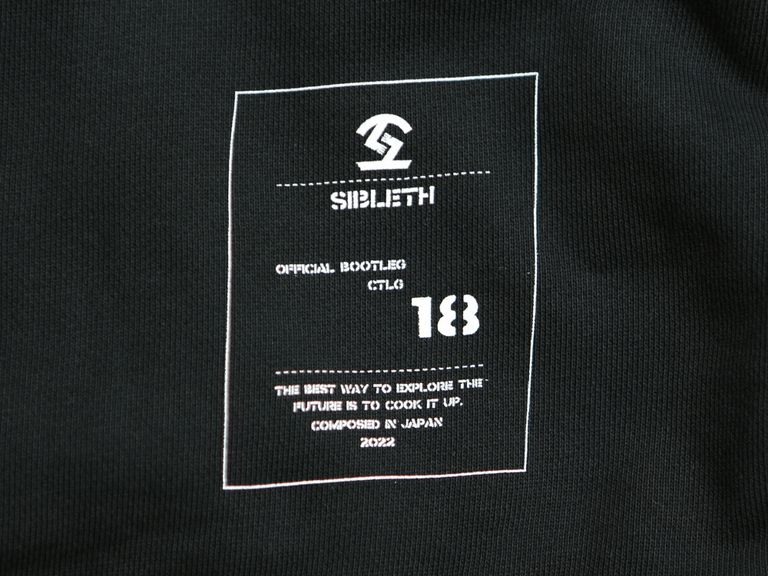 SIBLETH
OFFICIAL BOOTLEG
CTLG
18
THE BEST WAY TO EXPLORE THE
FUTURE IS TO COOK IT UP.
COMPOSED IN JAPAN
2022